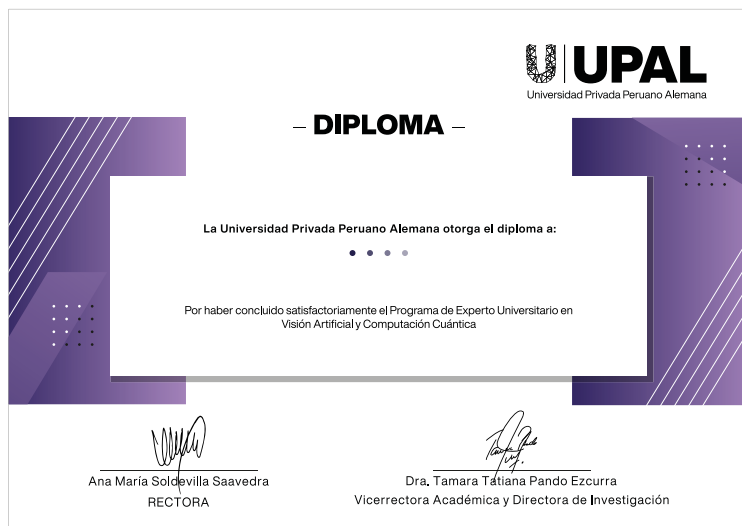 UPAL
Universidad Privada Peruano Alemana
– DIPLOMA –
La Universidad Privada Peruano Alemana otorga el diploma a:
Por haber concluido satisfactoriamente el Programa de Experto Universitario en
Visión Artificial y Computación Cuántica
Ana María Soldevilla Saavedra
RECTORA
Dra. Tamara Tatiana Pando Ezcurra
Vicerrectora Académica y Directora de Investigación